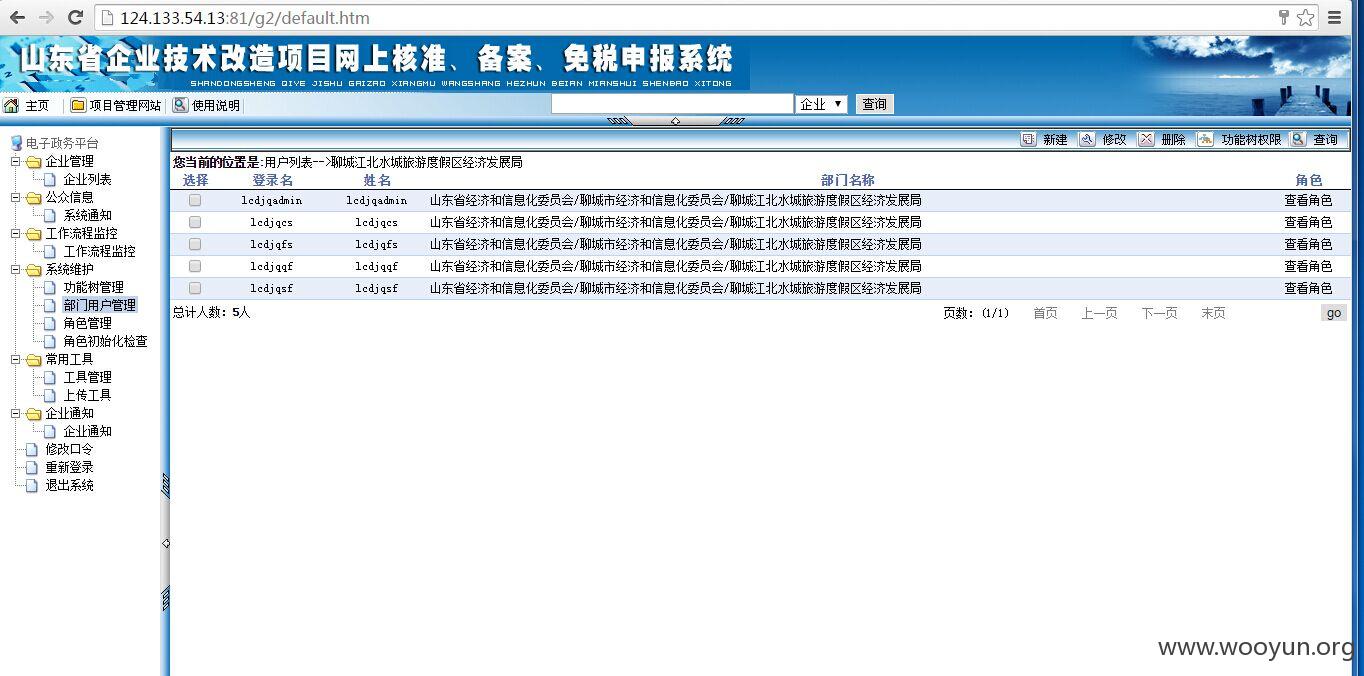 124.133.54.13:81/g2/default.htm
山东省企业技术改造项目网上核准、备案、免税申报系统
SHANDONGSHENG QIYE JISHU GAIZAO XIANGMU WANGSHANG HEZHUN BEIAN MIANSHUI SHENBAO XITONG
主页 项目管理网站 使用说明 企业 查询
电子政务平台
企业管理
企业列表
公众信息
系统通知
工作流程监控
工作流程监控
系统维护
功能树管理
部门用户管理
角色管理
角色初始化检查
常用工具
工具管理
上传工具
企业通知
企业通知
修改口令
重新登录
退出系统
新建 修改 删除 功能树权限 查询
您当前的位置是:用户列表-->聊城江北水城旅游度假区经济发展局
选择 登录名 姓名 部门名称 角色
lcdjqadmin lcdjqadmin 山东省经济和信息化委员会/聊城市经济和信息化委员会/聊城江北水城旅游度假区经济发展局 查看角色
lcdjqcs lcdjqcs 山东省经济和信息化委员会/聊城市经济和信息化委员会/聊城江北水城旅游度假区经济发展局 查看角色
lcdjqfs lcdjqfs 山东省经济和信息化委员会/聊城市经济和信息化委员会/聊城江北水城旅游度假区经济发展局 查看角色
lcdjqqf lcdjqqf 山东省经济和信息化委员会/聊城市经济和信息化委员会/聊城江北水城旅游度假区经济发展局 查看角色
lcdjqsf lcdjqsf 山东省经济和信息化委员会/聊城市经济和信息化委员会/聊城江北水城旅游度假区经济发展局 查看角色
总计人数：5人 页数：(1/1) 首页 上一页 下一页 末页 go
www.wooyun.org